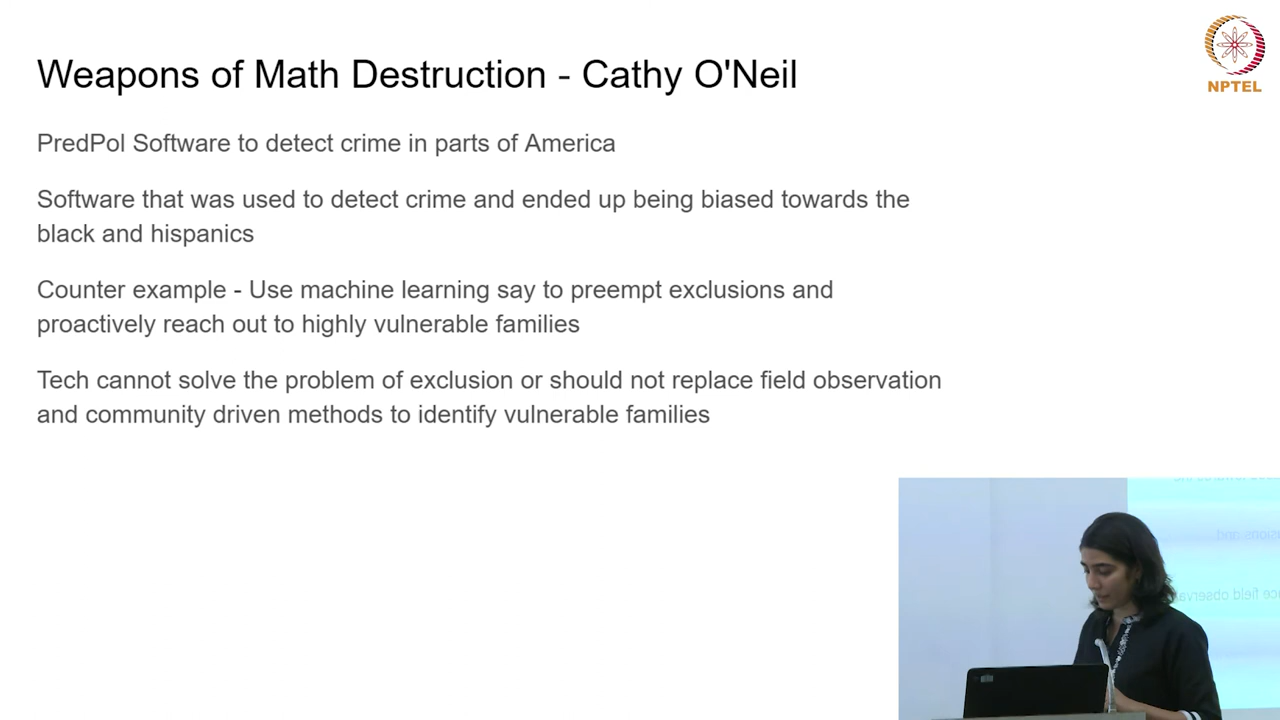 Weapons of Math Destruction - Cathy O'Neil
NPTEL
PredPol Software to detect crime in parts of America
Software that was used to detect crime and ended up being biased towards the
black and hispanics
Counter example - Use machine learning say to preempt exclusions and
proactively reach out to highly vulnerable families
Tech cannot solve the problem of exclusion or should not replace field observation
and community driven methods to identify vulnerable families